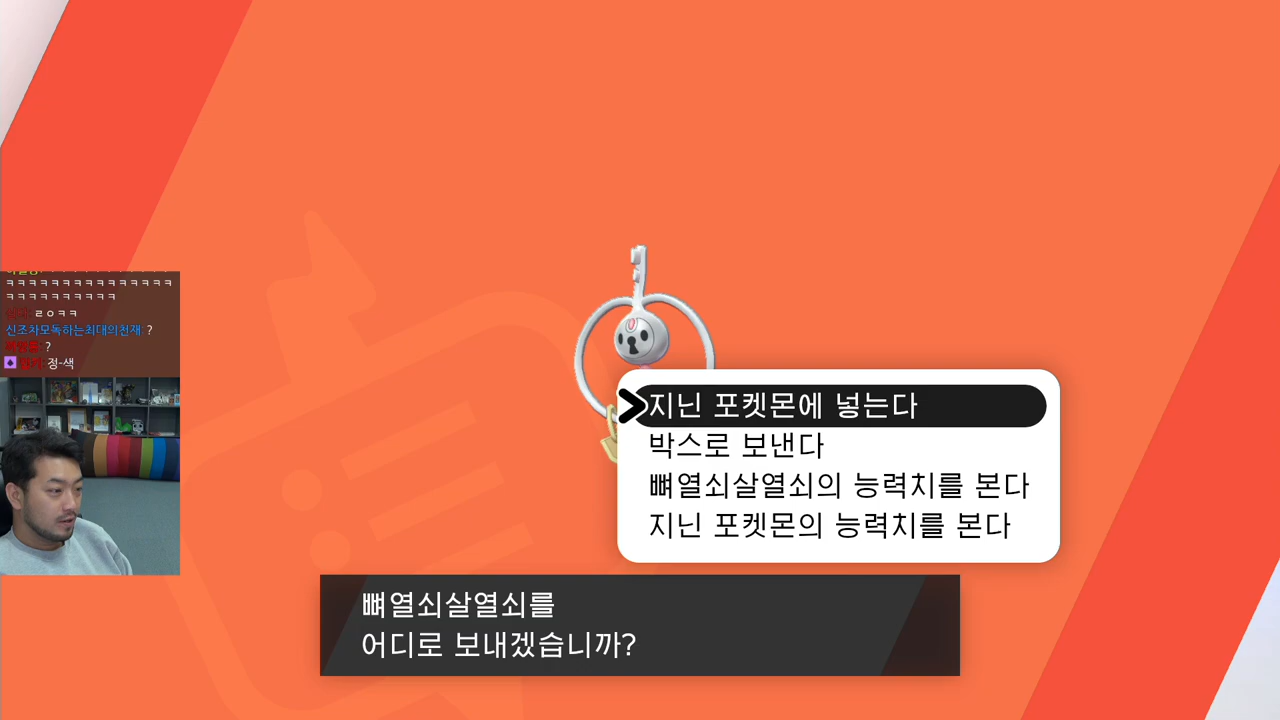 ㅋㅋㅋㅋㅋㅋㅋㅋㅋㅋㅋㅋㅋㅋㅋ
ㅋㅋㅋㅋㅋㅋㅋㅋㅋㅋ
ㄹㅇㅋㅋ
신조차모독하는최대의천재: ?
?
정-색
지닌 포켓몬에 넣는다
박스로 보낸다
뼈열쇠살열쇠의 능력치를 본다
지닌 포켓몬의 능력치를 본다
뼈열쇠살열쇠를
어디로 보내겠습니까?